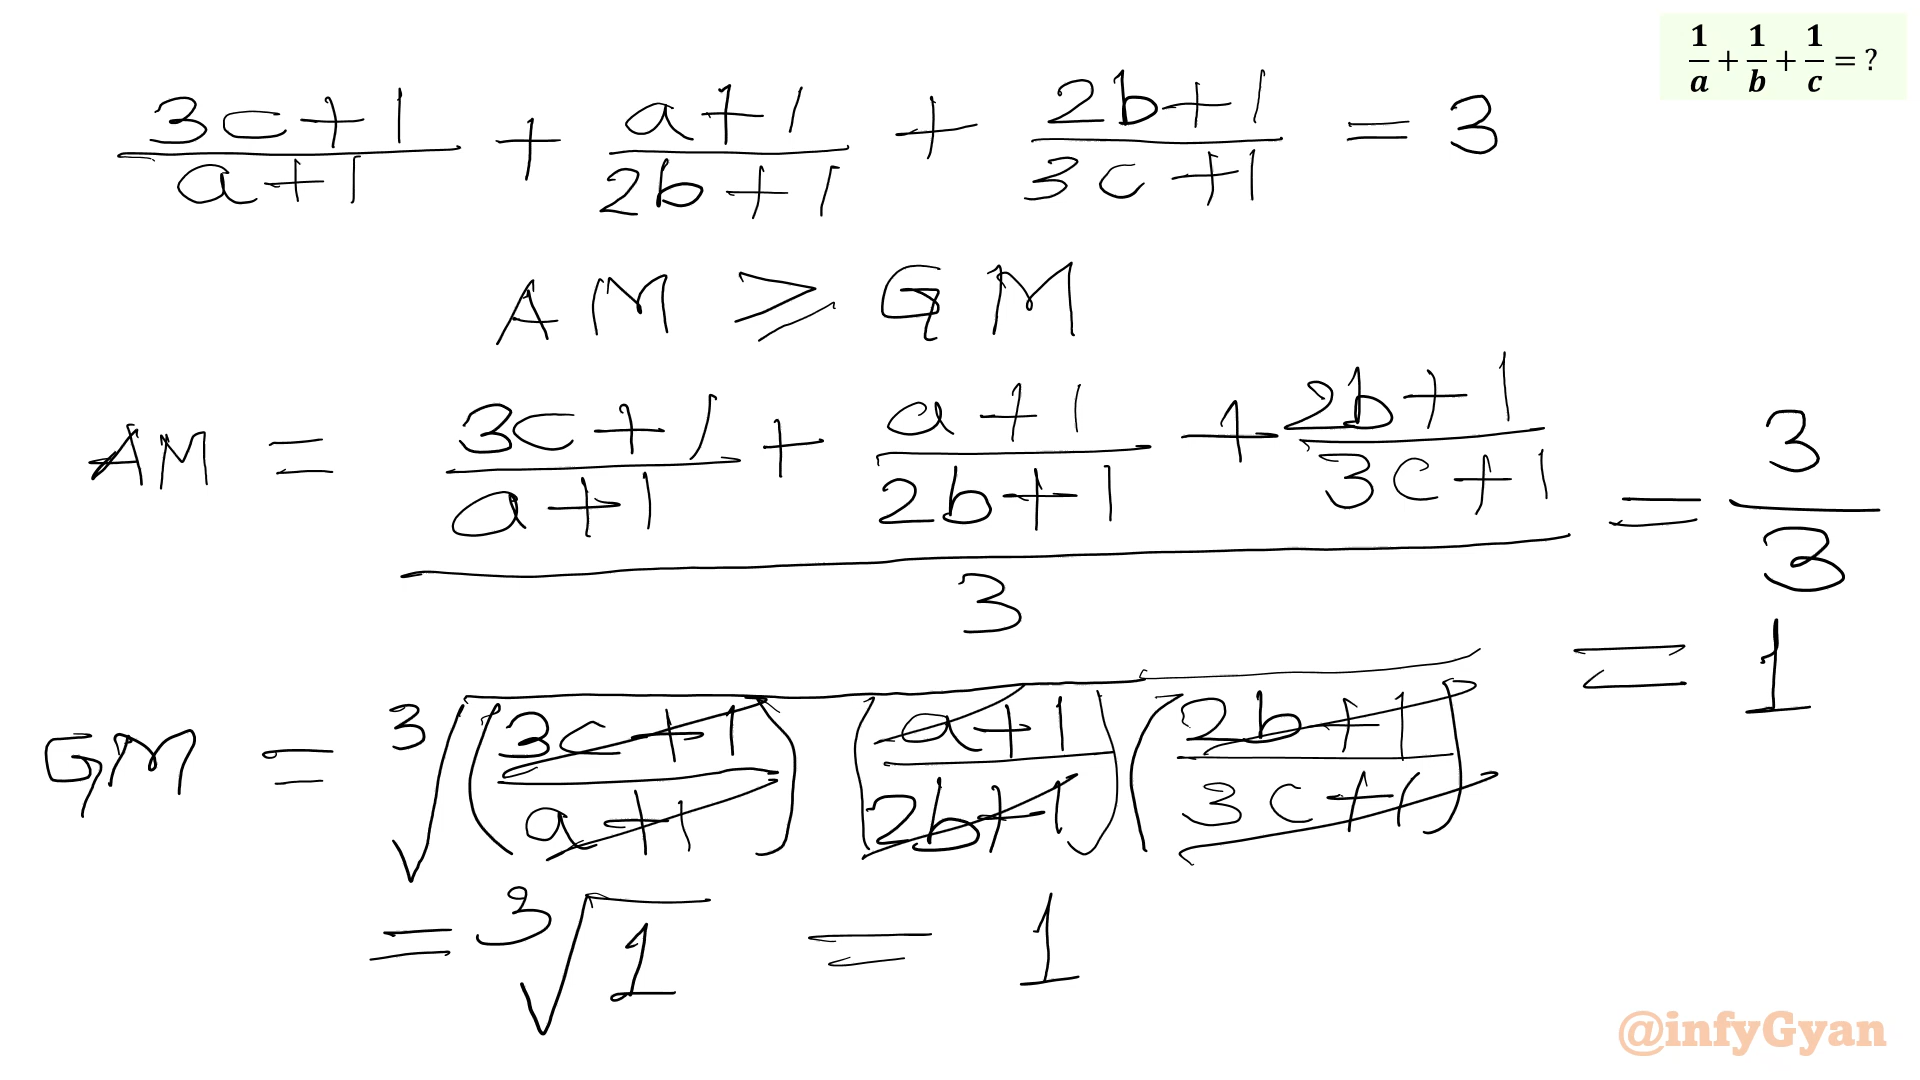 1/a + 1/b + 1/c = ?
(3c+1)/(a+1) + (a+1)/(2b+1) + (2b+1)/(3c+1) = 3
AM ≥ GM
AM = ((3c+1)/(a+1) + (a+1)/(2b+1) + (2b+1)/(3c+1))/3 = 3/3
= 1
GM = ∛((3c+1)/(a+1)) ((a+1)/(2b+1)) ((2b+1)/(3c+1))
= ∛1 = 1
@infyGyan